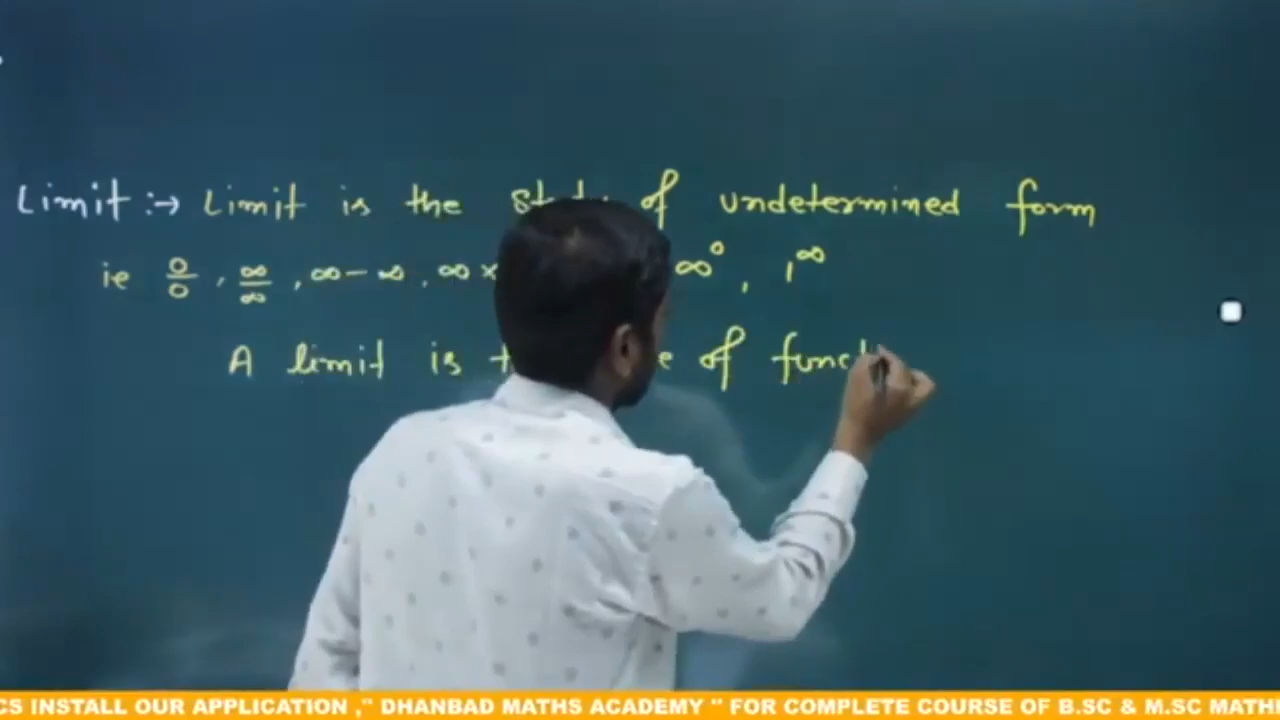 Limit :→ Limit is the of undetermined form
ie 0/0 , ∞/∞ , ∞ - ∞ , ∞ × ∞⁰ , 1^∞
A limit is of
CS INSTALL OUR APPLICATION ," DHANBAD MATHS ACADEMY " FOR COMPLETE COURSE OF B.SC & M.SC MATH